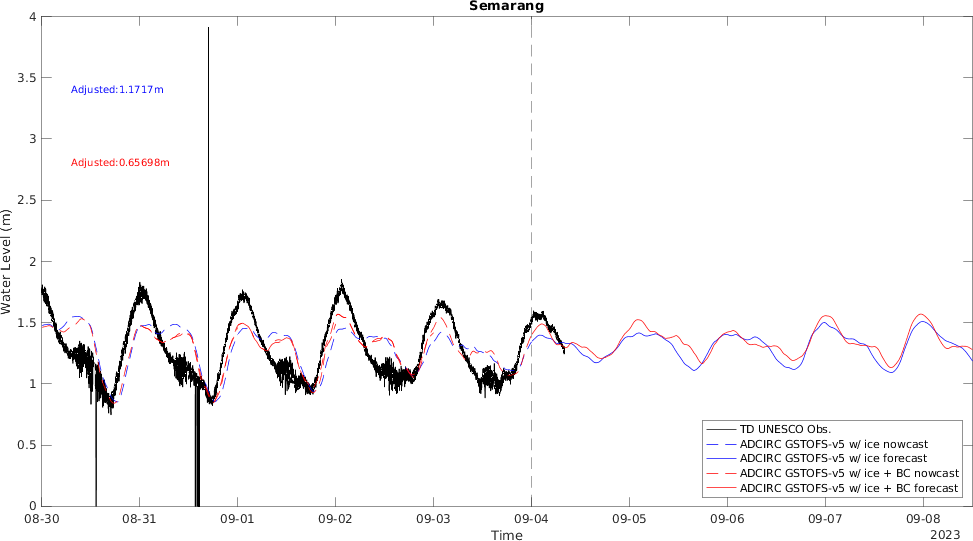 Semarang
4
3.5
3
2.5
2
1.5
1
0.5
0
Water Level (m)
Adjusted:1.1717m
Adjusted:0.65698m
TD UNESCO Obs.
ADCIRC GSTOFS-v5 w/ ice nowcast
ADCIRC GSTOFS-v5 w/ ice forecast
ADCIRC GSTOFS-v5 w/ ice + BC nowcast
ADCIRC GSTOFS-v5 w/ ice + BC forecast
08-30 08-31 09-01 09-02 09-03 09-04 09-05 09-06 09-07 09-08
Time
2023